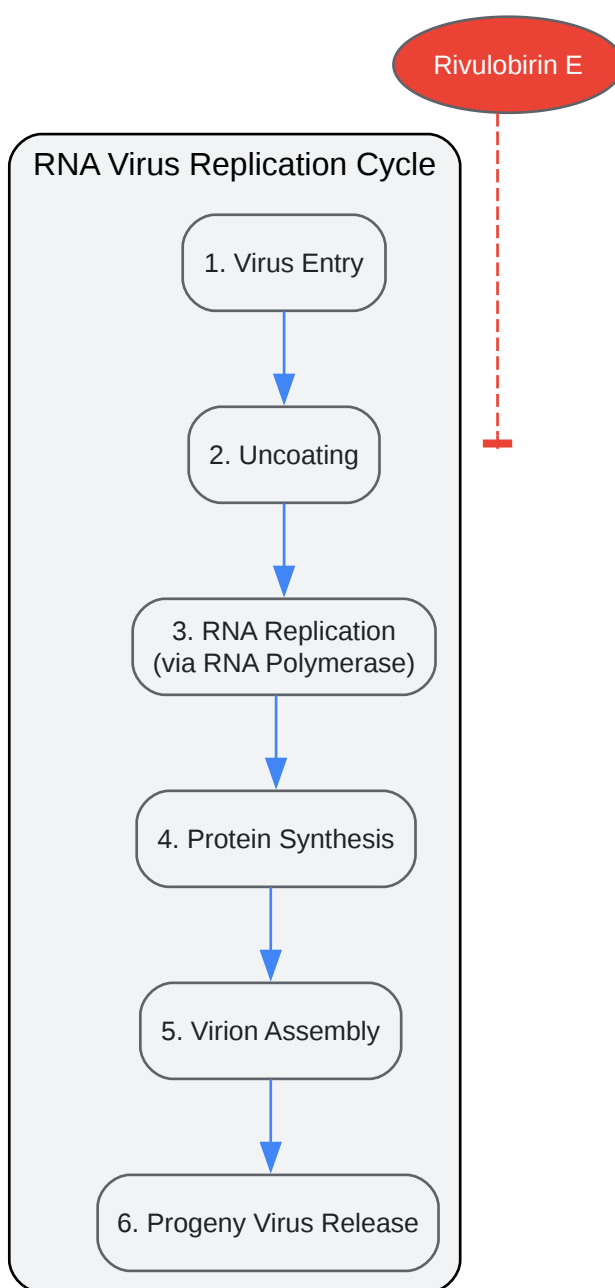 Rivulobirin E
RNA Virus Replication Cycle
1. Virus Entry
2. Uncoating
3. RNA Replication
(via RNA Polymerase)
4. Protein Synthesis
5. Virion Assembly
6. Progeny Virus Release